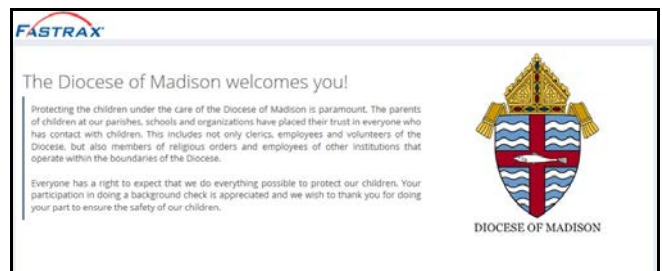 FASTRAX
The Diocese of Madison welcomes you!
Protecting the children under the care of the Diocese of Madison is paramount. The parents
of children at our parishes, schools and organizations have placed their trust in everyone who
has contact with children. This includes not only clerics, employees and volunteers of the
Diocese, but also members of religious orders and employees of other institutions that
operate within the boundaries of the Diocese.
Everyone has a right to expect that we do everything possible to protect our children. Your
participation in doing a background check is appreciated and we wish to thank you for doing
your part to ensure the safety of our children.
DIOCESE OF MADISON